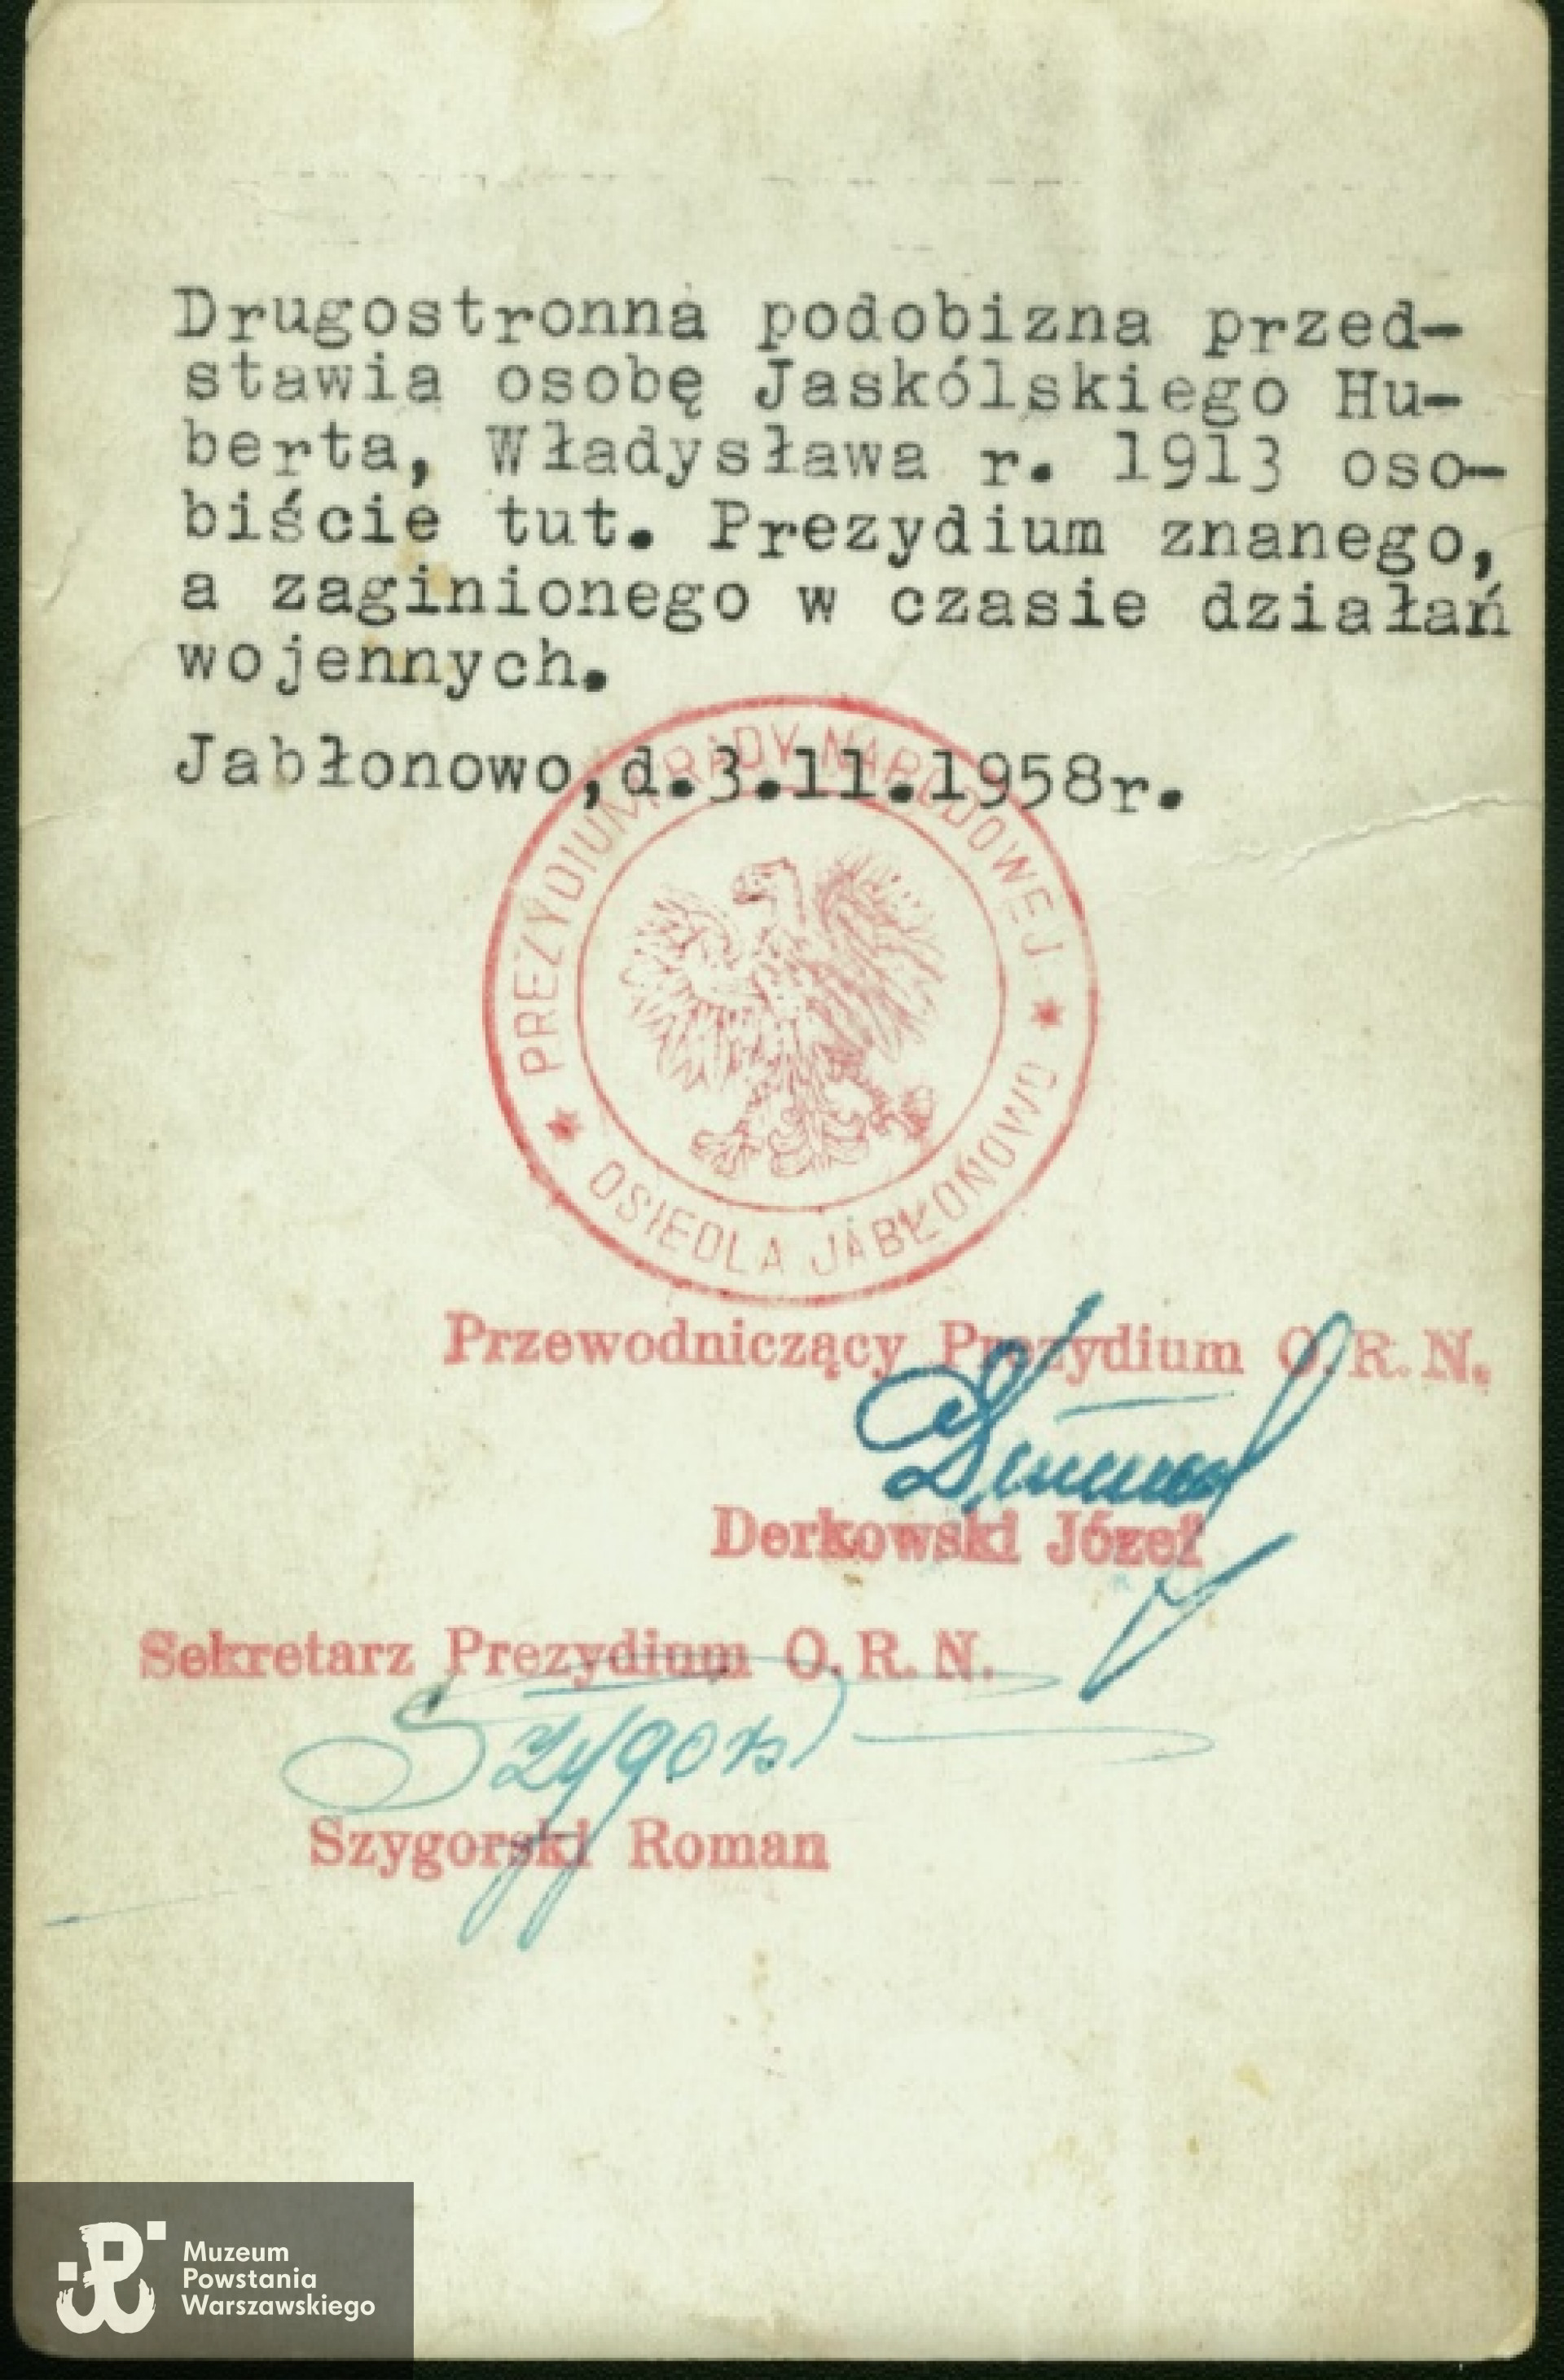 Drugostronna podobizna przed-
stawia osobę Jaskólskiego Hu-
berta, Władysława r. 1913 oso-
biście tut. Prezydium znanego,
a zaginionego w czasie działań
wojennych.
Jabłonowo,d.3.11.1958r.
PREZYDIUM RADY NARODOWEJ
OSIEDLA JABŁONOWO
Przewodniczący Prezydium O.R.N.
Derkowski Józef
Sekretarz Prezydium O.R.N.
Szygorski Roman
Muzeum
Powstania
Warszawskiego